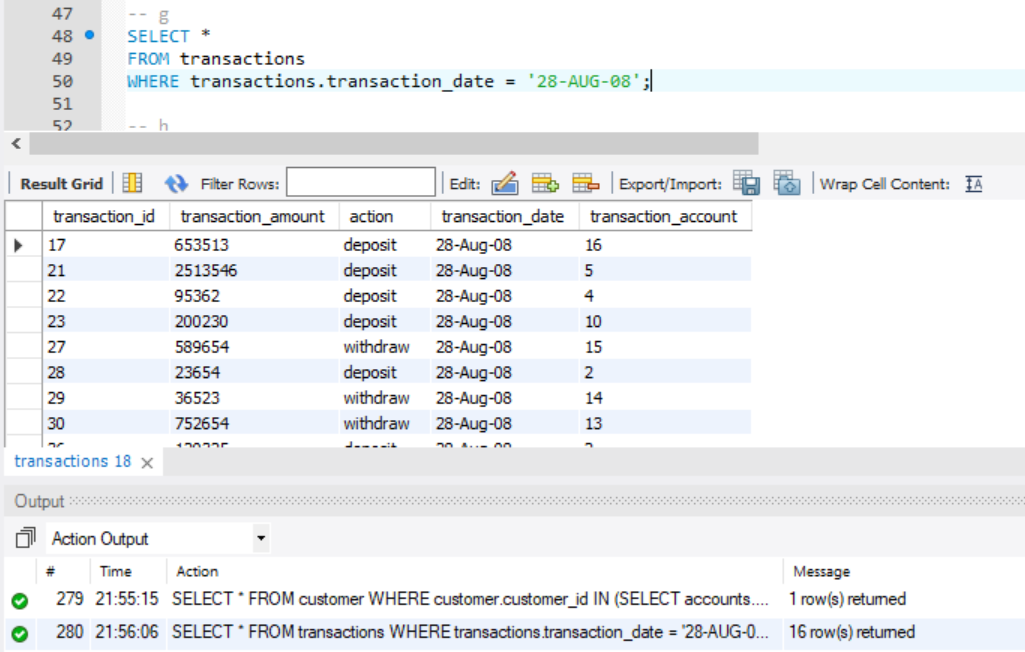 47 -- g
48 SELECT *
49 FROM transactions
50 WHERE transactions.transaction_date = '28-AUG-08';
51
52 -- h
Result Grid Filter Rows: Edit: Export/Import: Wrap Cell Content: IA
transaction_id transaction_amount action transaction_date transaction_account
17 653513 deposit 28-Aug-08 16
21 2513546 deposit 28-Aug-08 5
22 95362 deposit 28-Aug-08 4
23 200230 deposit 28-Aug-08 10
27 589654 withdraw 28-Aug-08 15
28 23654 deposit 28-Aug-08 2
29 36523 withdraw 28-Aug-08 14
30 752654 withdraw 28-Aug-08 13
transactions 18
Output
Action Output
# Time Action Message
279 21:55:15 SELECT * FROM customer WHERE customer.customer_id IN (SELECT accounts.... 1 row(s) returned
280 21:56:06 SELECT * FROM transactions WHERE transactions.transaction_date = '28-AUG-0... 16 row(s) returned